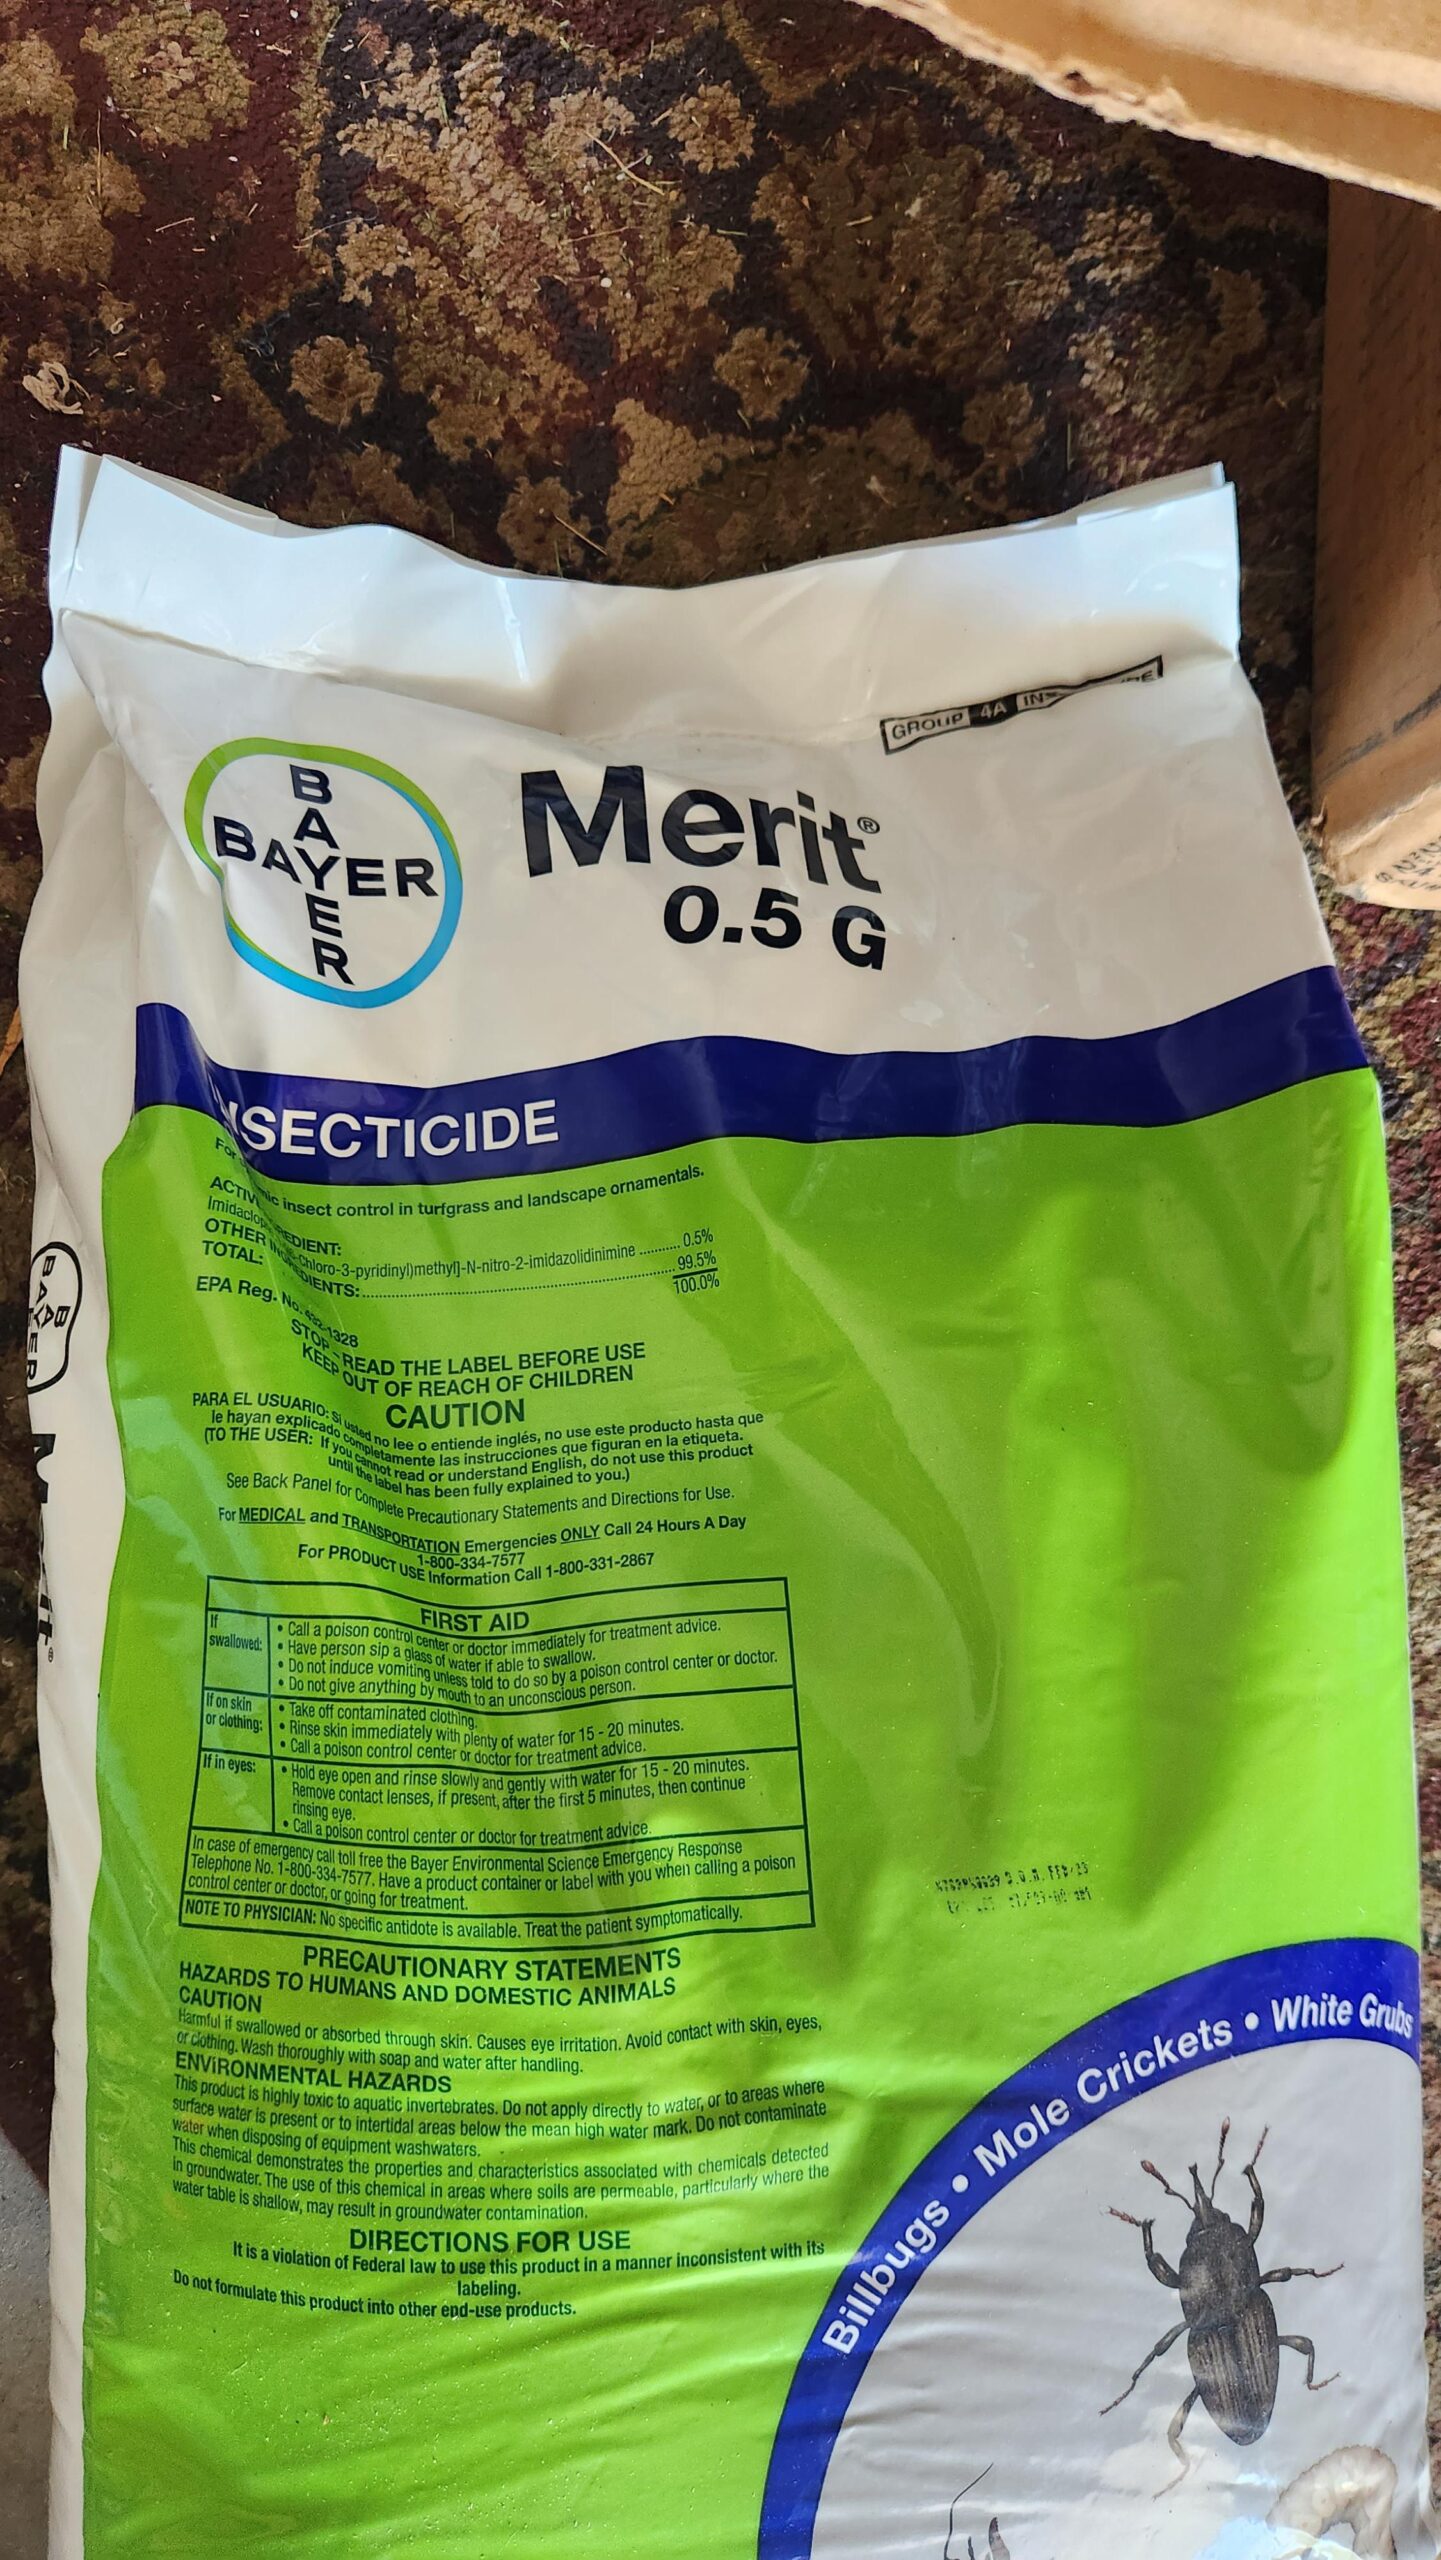 GROUP 4A
BAYER
BAYER
Merit®
0.5 G
INSECTICIDE
For insect control in turfgrass and landscape ornamentals.
ACTIVE INGREDIENT:
-Chloro-3-pyridinyl)methyl]-N-nitro-2-imidazolidinimine .......... 0.5%
OTHER INGREDIENTS:.......... 99.5%
TOTAL: 100.0%
EPA Reg. No. 432-1328
STOP - READ THE LABEL BEFORE USE
KEEP OUT OF REACH OF CHILDREN
CAUTION
PARA EL USUARIO: Si usted no lee o entiende inglés, no use este producto hasta que
le hayan explicado completamente las instrucciones que figuran en la etiqueta.
(TO THE USER: If you cannot read or understand English, do not use this product
until the label has been fully explained to you.)
See Back Panel for Complete Precautionary Statements and Directions for Use.
For MEDICAL and TRANSPORTATION Emergencies ONLY Call 24 Hours A Day
1-800-334-7577
For PRODUCT USE Information Call 1-800-331-2867
FIRST AID
If swallowed:
• Call a poison control center or doctor immediately for treatment advice.
• Have person sip a glass of water if able to swallow.
• Do not induce vomiting unless told to do so by a poison control center or doctor.
• Do not give anything by mouth to an unconscious person.
If on skin
or clothing:
• Take off contaminated clothing.
• Rinse skin immediately with plenty of water for 15 - 20 minutes.
• Call a poison control center or doctor for treatment advice.
If in eyes:
• Hold eye open and rinse slowly and gently with water for 15 - 20 minutes.
Remove contact lenses, if present, after the first 5 minutes, then continue
rinsing eye.
• Call a poison control center or doctor for treatment advice.
In case of emergency call toll free the Bayer Environmental Science Emergency Response
Telephone No. 1-800-334-7577. Have a product container or label with you when calling a poison
control center or doctor, or going for treatment.
NOTE TO PHYSICIAN: No specific antidote is available. Treat the patient symptomatically.
PRECAUTIONARY STATEMENTS
HAZARDS TO HUMANS AND DOMESTIC ANIMALS
CAUTION
Harmful if swallowed or absorbed through skin. Causes eye irritation. Avoid contact with skin, eyes,
or clothing. Wash thoroughly with soap and water after handling.
ENVIRONMENTAL HAZARDS
This product is highly toxic to aquatic invertebrates. Do not apply directly to water, or to areas where
surface water is present or to intertidal areas below the mean high water mark. Do not contaminate
water when disposing of equipment washwaters.
This chemical demonstrates the properties and characteristics associated with chemicals detected
in groundwater. The use of this chemical in areas where soils are permeable, particularly where the
water table is shallow, may result in groundwater contamination.
DIRECTIONS FOR USE
It is a violation of Federal law to use this product in a manner inconsistent with its
labeling.
Do not formulate this product into other end-use products.
Billbugs • Mole Crickets • White Grubs
BAYER
BAYER